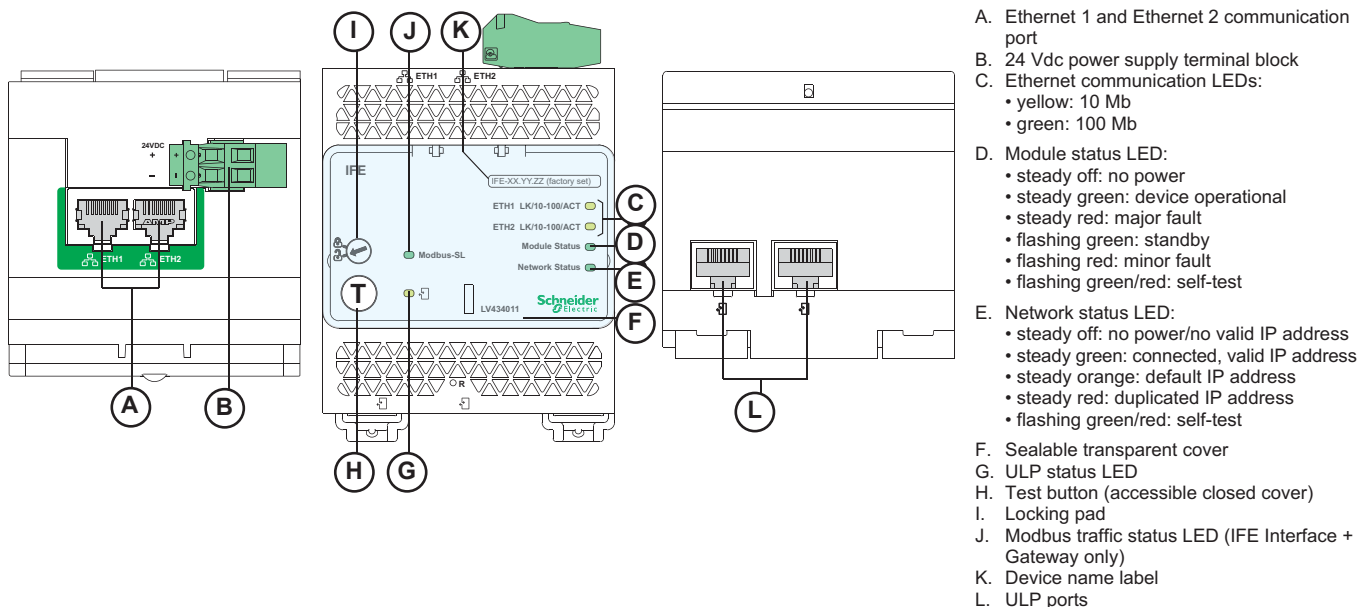 I
J
K
ETH1
ETH2
24VDC
+
–
+
–
ETH1
ETH2
A
B
IFE
IFE-XX.YY.ZZ (factory set)
ETH1 LK/10-100/ACT
ETH2 LK/10-100/ACT
Module Status
Network Status
Modbus-SL
T
LV434011
Schneider
Electric
R
C
D
E
F
H
G
L
A. Ethernet 1 and Ethernet 2 communication
port
B. 24 Vdc power supply terminal block
C. Ethernet communication LEDs:
• yellow: 10 Mb
• green: 100 Mb
D. Module status LED:
• steady off: no power
• steady green: device operational
• steady red: major fault
• flashing green: standby
• flashing red: minor fault
• flashing green/red: self-test
E. Network status LED:
• steady off: no power/no valid IP address
• steady green: connected, valid IP address
• steady orange: default IP address
• steady red: duplicated IP address
• flashing green/red: self-test
F. Sealable transparent cover
G. ULP status LED
H. Test button (accessible closed cover)
I. Locking pad
J. Modbus traffic status LED (IFE Interface +
Gateway only)
K. Device name label
L. ULP ports